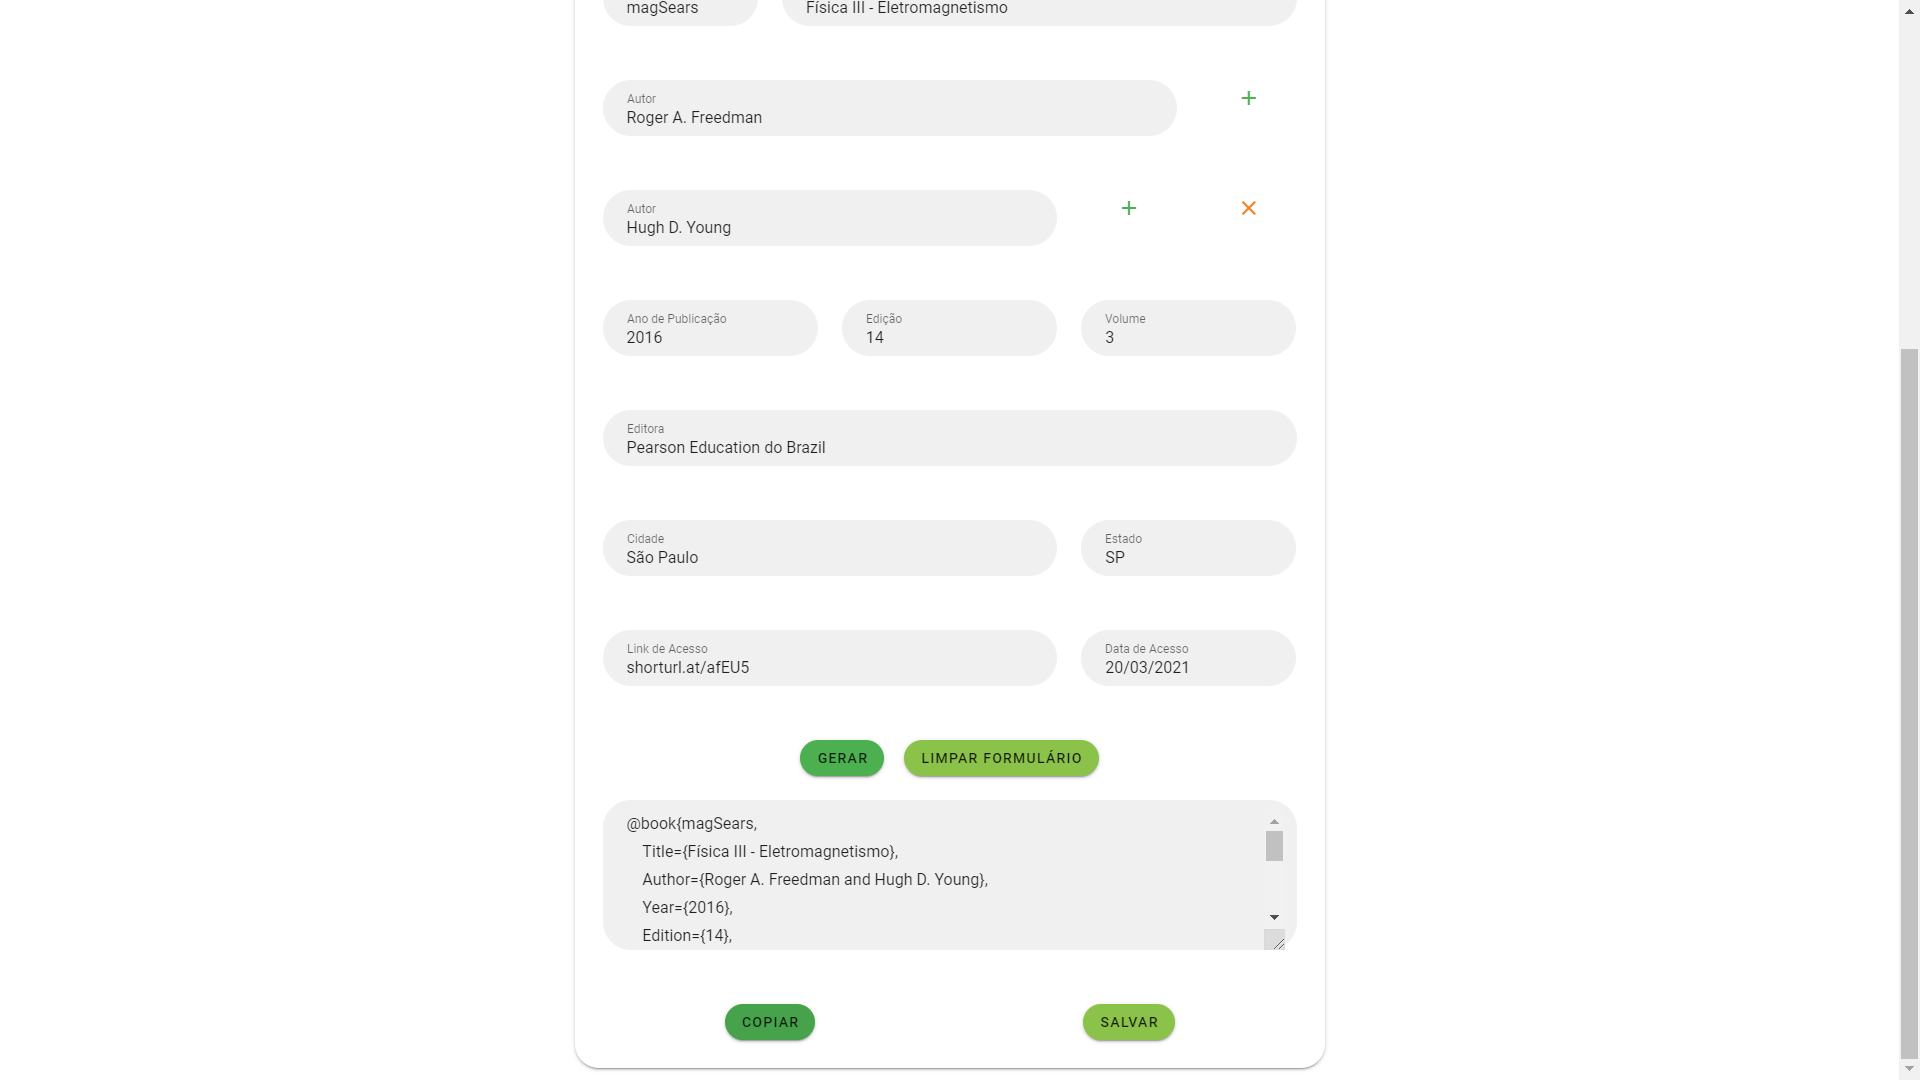 magSears
Física III - Eletromagnetismo
Autor
Roger A. Freedman
Autor
Hugh D. Young
Ano de Publicação
2016
Edição
14
Volume
3
Editora
Pearson Education do Brazil
Cidade
São Paulo
Estado
SP
Link de Acesso
shorturl.at/afEU5
Data de Acesso
20/03/2021
GERAR
LIMPAR FORMULÁRIO
@book{magSears,
Title={Física III - Eletromagnetismo},
Author={Roger A. Freedman and Hugh D. Young},
Year={2016},
Edition={14},
COPIAR
SALVAR